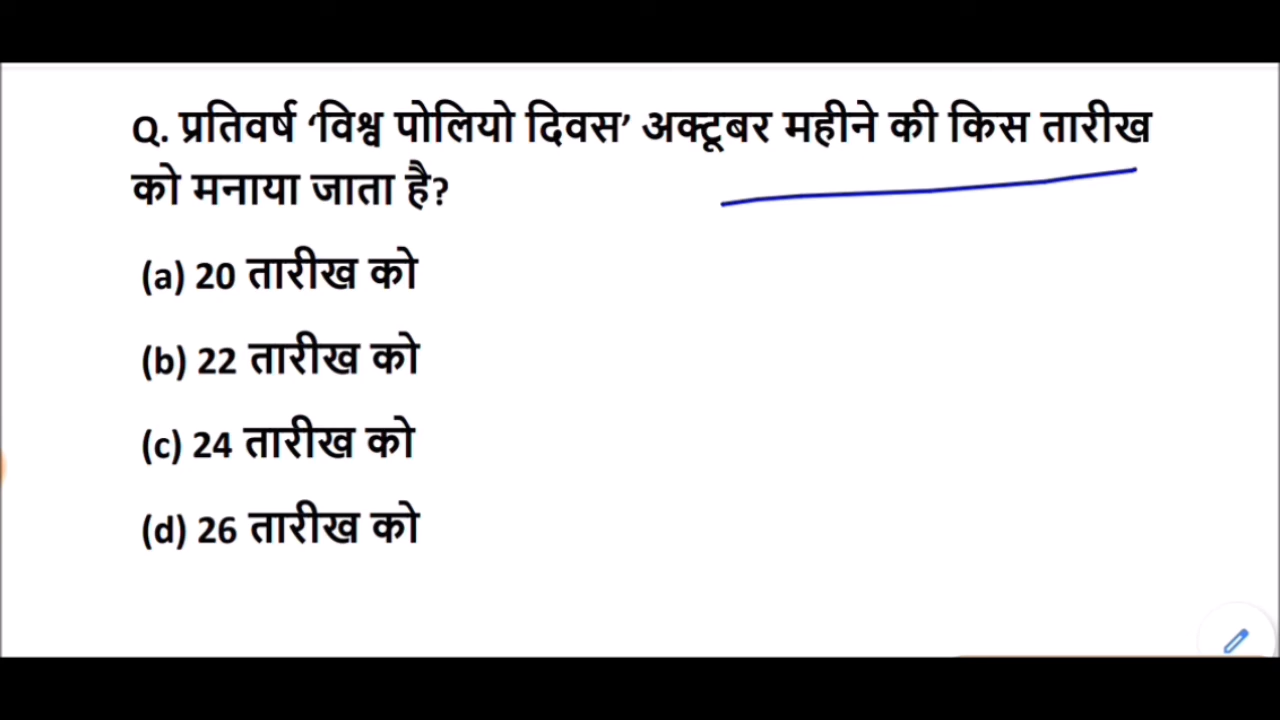 Q. प्रतिवर्ष ‘विश्व पोलियो दिवस’ अक्टूबर महीने की किस तारीख
को मनाया जाता है?
(a) 20 तारीख को
(b) 22 तारीख को
(c) 24 तारीख को
(d) 26 तारीख को